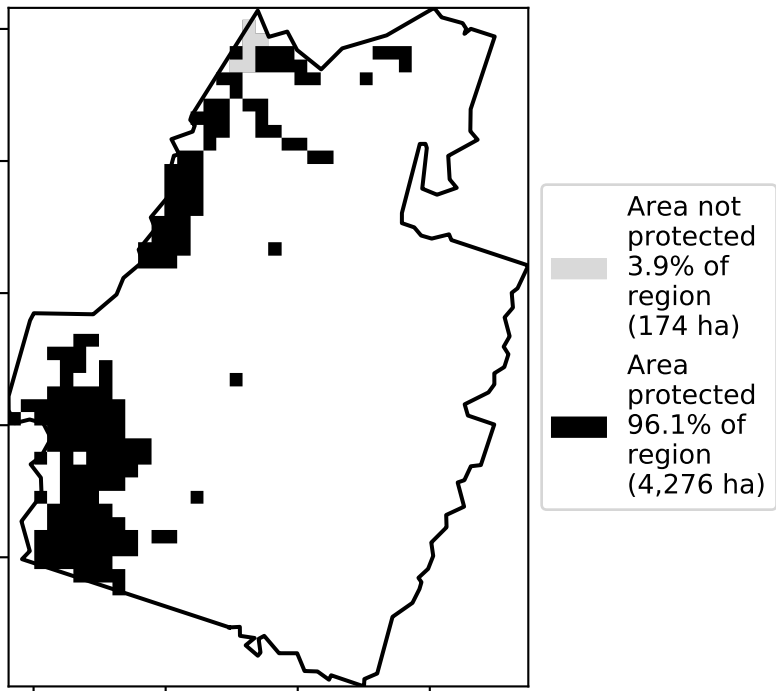 Area not
protected
3.9% of
region
(174 ha)
Area
protected
96.1% of
region
(4,276 ha)